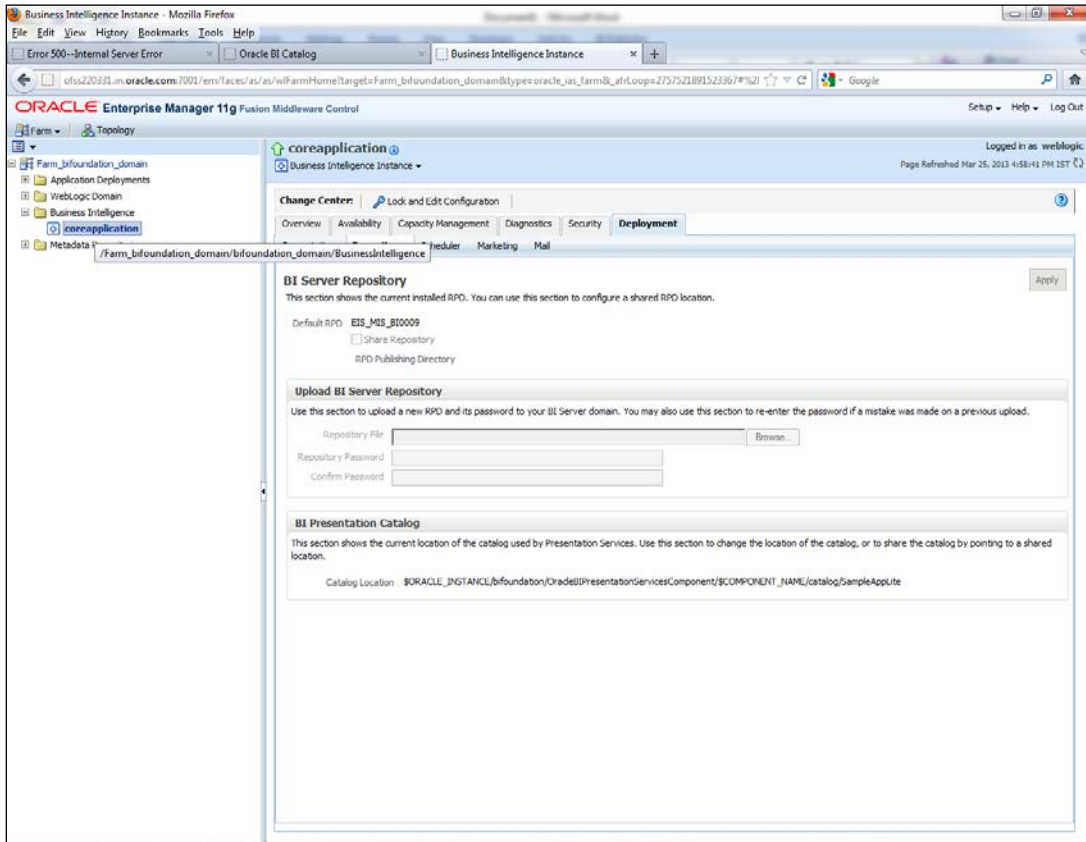 Business Intelligence Instance - Mozilla Firefox
File Edit View History Bookmarks Tools Help
Error 500--Internal Server Error
Oracle BI Catalog
Business Intelligence Instance
Google
ORACLE Enterprise Manager 11g Fusion Middleware Control
Setup Help Log Out
Farm Topology
coreapplication
Logged in as weblogic
Farm_bifoundation_domain
Business Intelligence Instance
Page Refreshed Mar 25, 2013 4:58:41 PM IST
Application Deployments
WebLogic Domain
Business Intelligence
coreapplication
Metadata
/Farm_bifoundation_domain/bifoundation_domain/BusinessIntelligence
Change Center: Lock and Edit Configuration
Overview Availability Capacity Management Diagnostics Security Deployment
Marketing Mail
BI Server Repository
Apply
This section shows the current installed RPD. You can use this section to configure a shared RPD location.
Default RPD EIS_MIS_BI0009
Share Repository
RPD Publishing Directory
Upload BI Server Repository
Use this section to upload a new RPD and its password to your BI Server domain. You may also use this section to re-enter the password if a mistake was made on a previous upload.
Repository File
Browse...
Repository Password
Confirm Password
BI Presentation Catalog
This section shows the current location of the catalog used by Presentation Services. Use this section to change the location of the catalog, or to share the catalog by pointing to a shared
location.
Catalog Location $ORACLE_INSTANCE/bifoundation/OracleBIPresentationServicesComponent/$COMPONENT_NAME/catalog/SampleAppLite